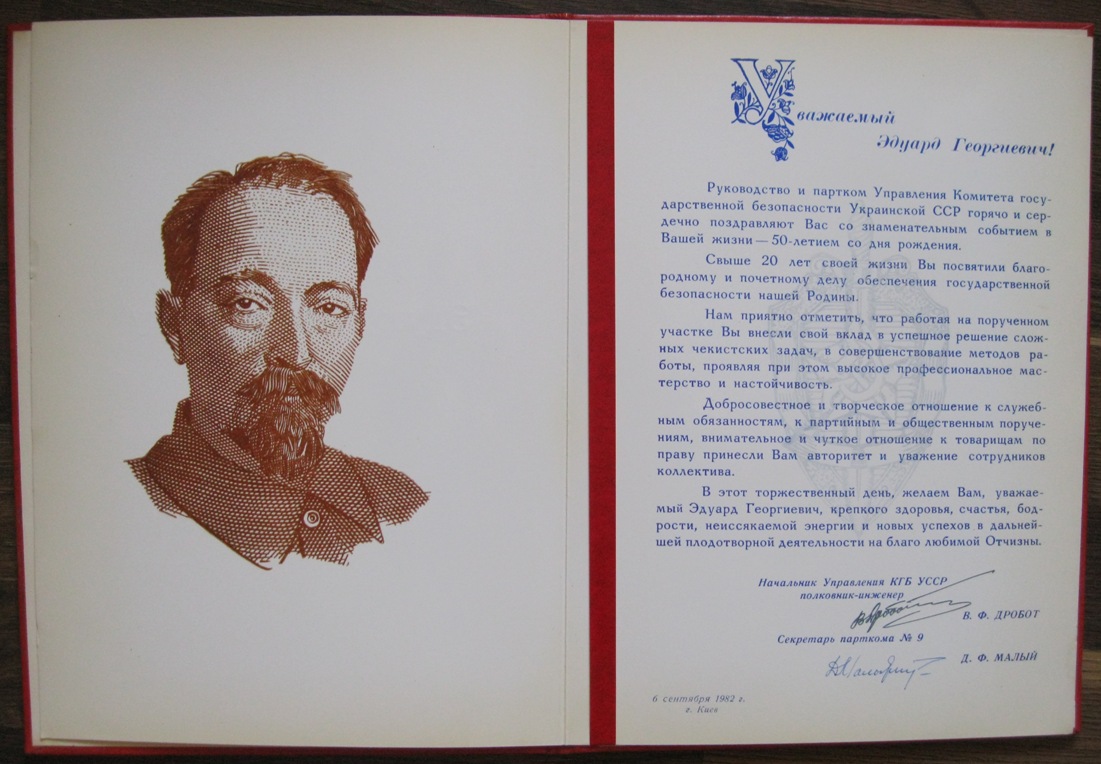 Уважаемый
Эдуард Георгиевич!
Руководство и партком Управления Комитета госу-
дарственной безопасности Украинской ССР горячо и сер-
дечно поздравляют Вас со знаменательным событием в
Вашей жизни — 50-летием со дня рождения.
Свыше 20 лет своей жизни Вы посвятили благо-
родному и почетному делу обеспечения государственной
безопасности нашей Родины.
Нам приятно отметить, что работая на порученном
участке Вы внесли свой вклад в успешное решение слож-
ных чекистских задач, в совершенствование методов ра-
боты, проявляя при этом высокое профессиональное мас-
терство и настойчивость.
Добросовестное и творческое отношение к служеб-
ным обязанностям, к партийным и общественным поруче-
ниям, внимательное и чуткое отношение к товарищам по
праву принесли Вам авторитет и уважение сотрудников
коллектива.
В этот торжественный день, желаем Вам, уважае-
мый Эдуард Георгиевич, крепкого здоровья, счастья, бод-
рости, неиссякаемой энергии и новых успехов в дальней-
шей плодотворной деятельности на благо любимой Отчизны.
Начальник Управления КГБ УССР
полковник-инженер
В. Ф. ДРОБОТ
Секретарь парткома № 9
Д. Ф. МАЛЫЙ
6 сентября 1982 г.
г. Киев